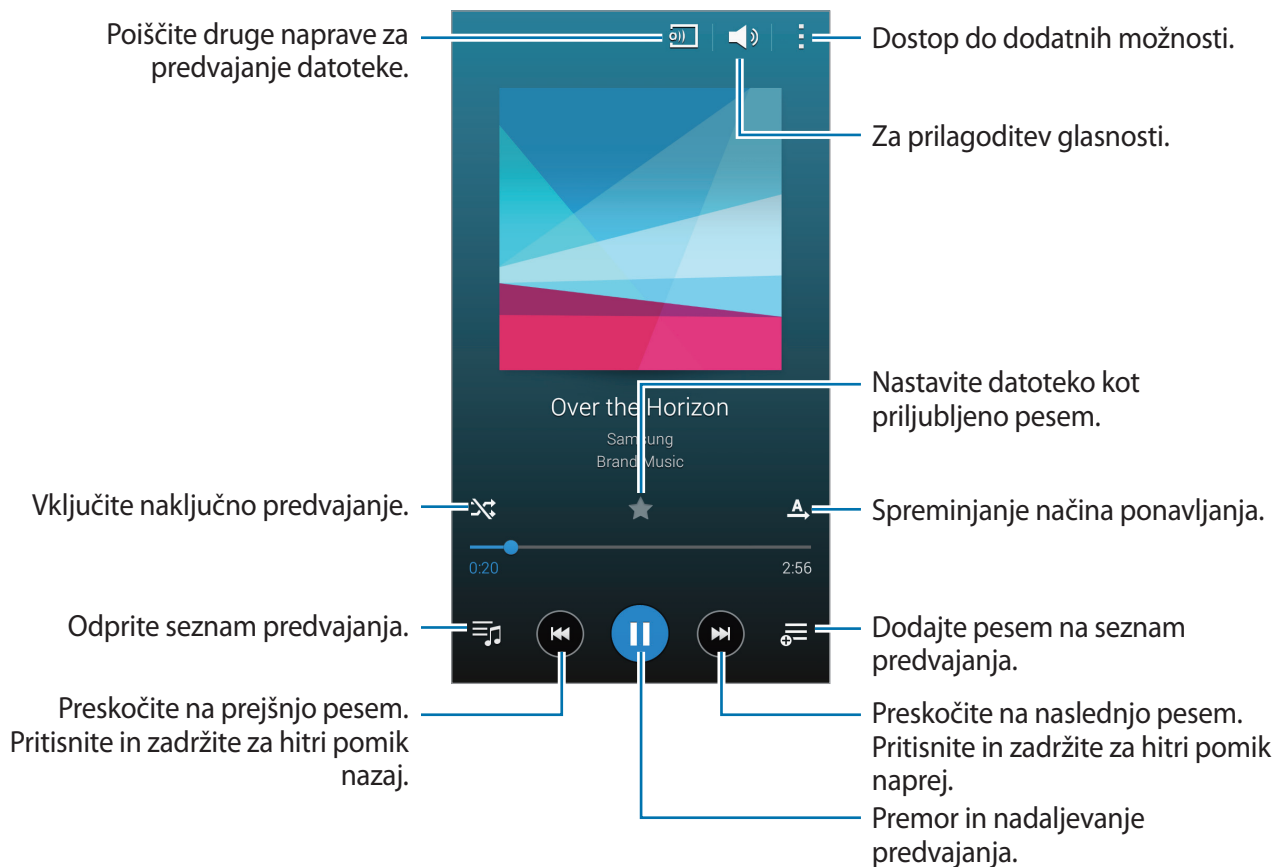 Poiščite druge naprave za
predvajanje datoteke.
Dostop do dodatnih možnosti.
Za prilagoditev glasnosti.
Nastavite datoteko kot
priljubljeno pesem.
Over the Horizon
Samsung
Brand Music
Vključite naključno predvajanje.
A
Spreminjanje načina ponavljanja.
0:20
2:56
Odprite seznam predvajanja.
Dodajte pesem na seznam
predvajanja.
Preskočite na prejšnjo pesem.
Pritisnite in zadržite za hitri pomik
nazaj.
Preskočite na naslednjo pesem.
Pritisnite in zadržite za hitri pomik
naprej.
Premor in nadaljevanje
predvajanja.